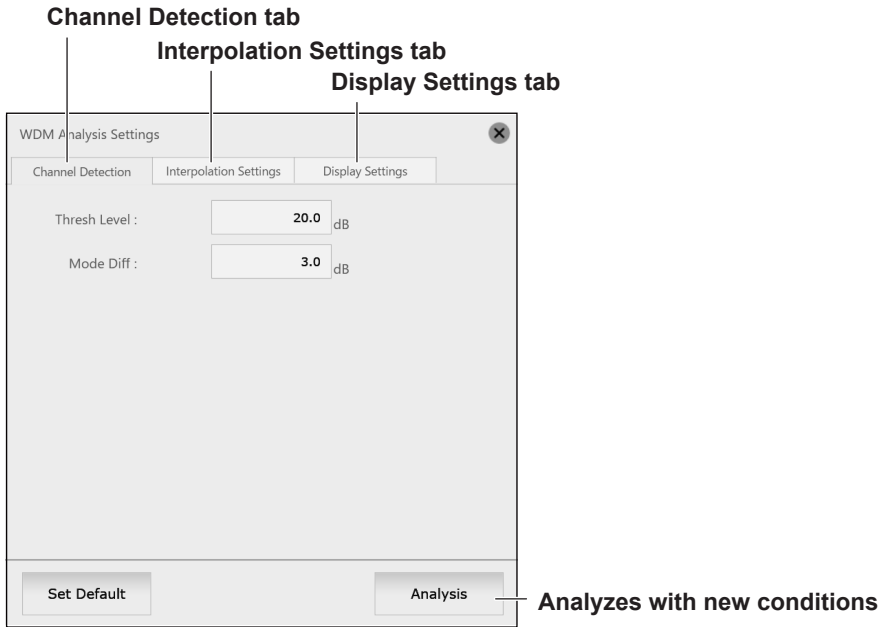 Channel Detection tab
Interpolation Settings tab
Display Settings tab
WDM Analysis Settings
Channel Detection
Interpolation Settings
Display Settings
Thresh Level : 20.0 dB
Mode Diff : 3.0 dB
Set Default
Analysis
Analyzes with new conditions